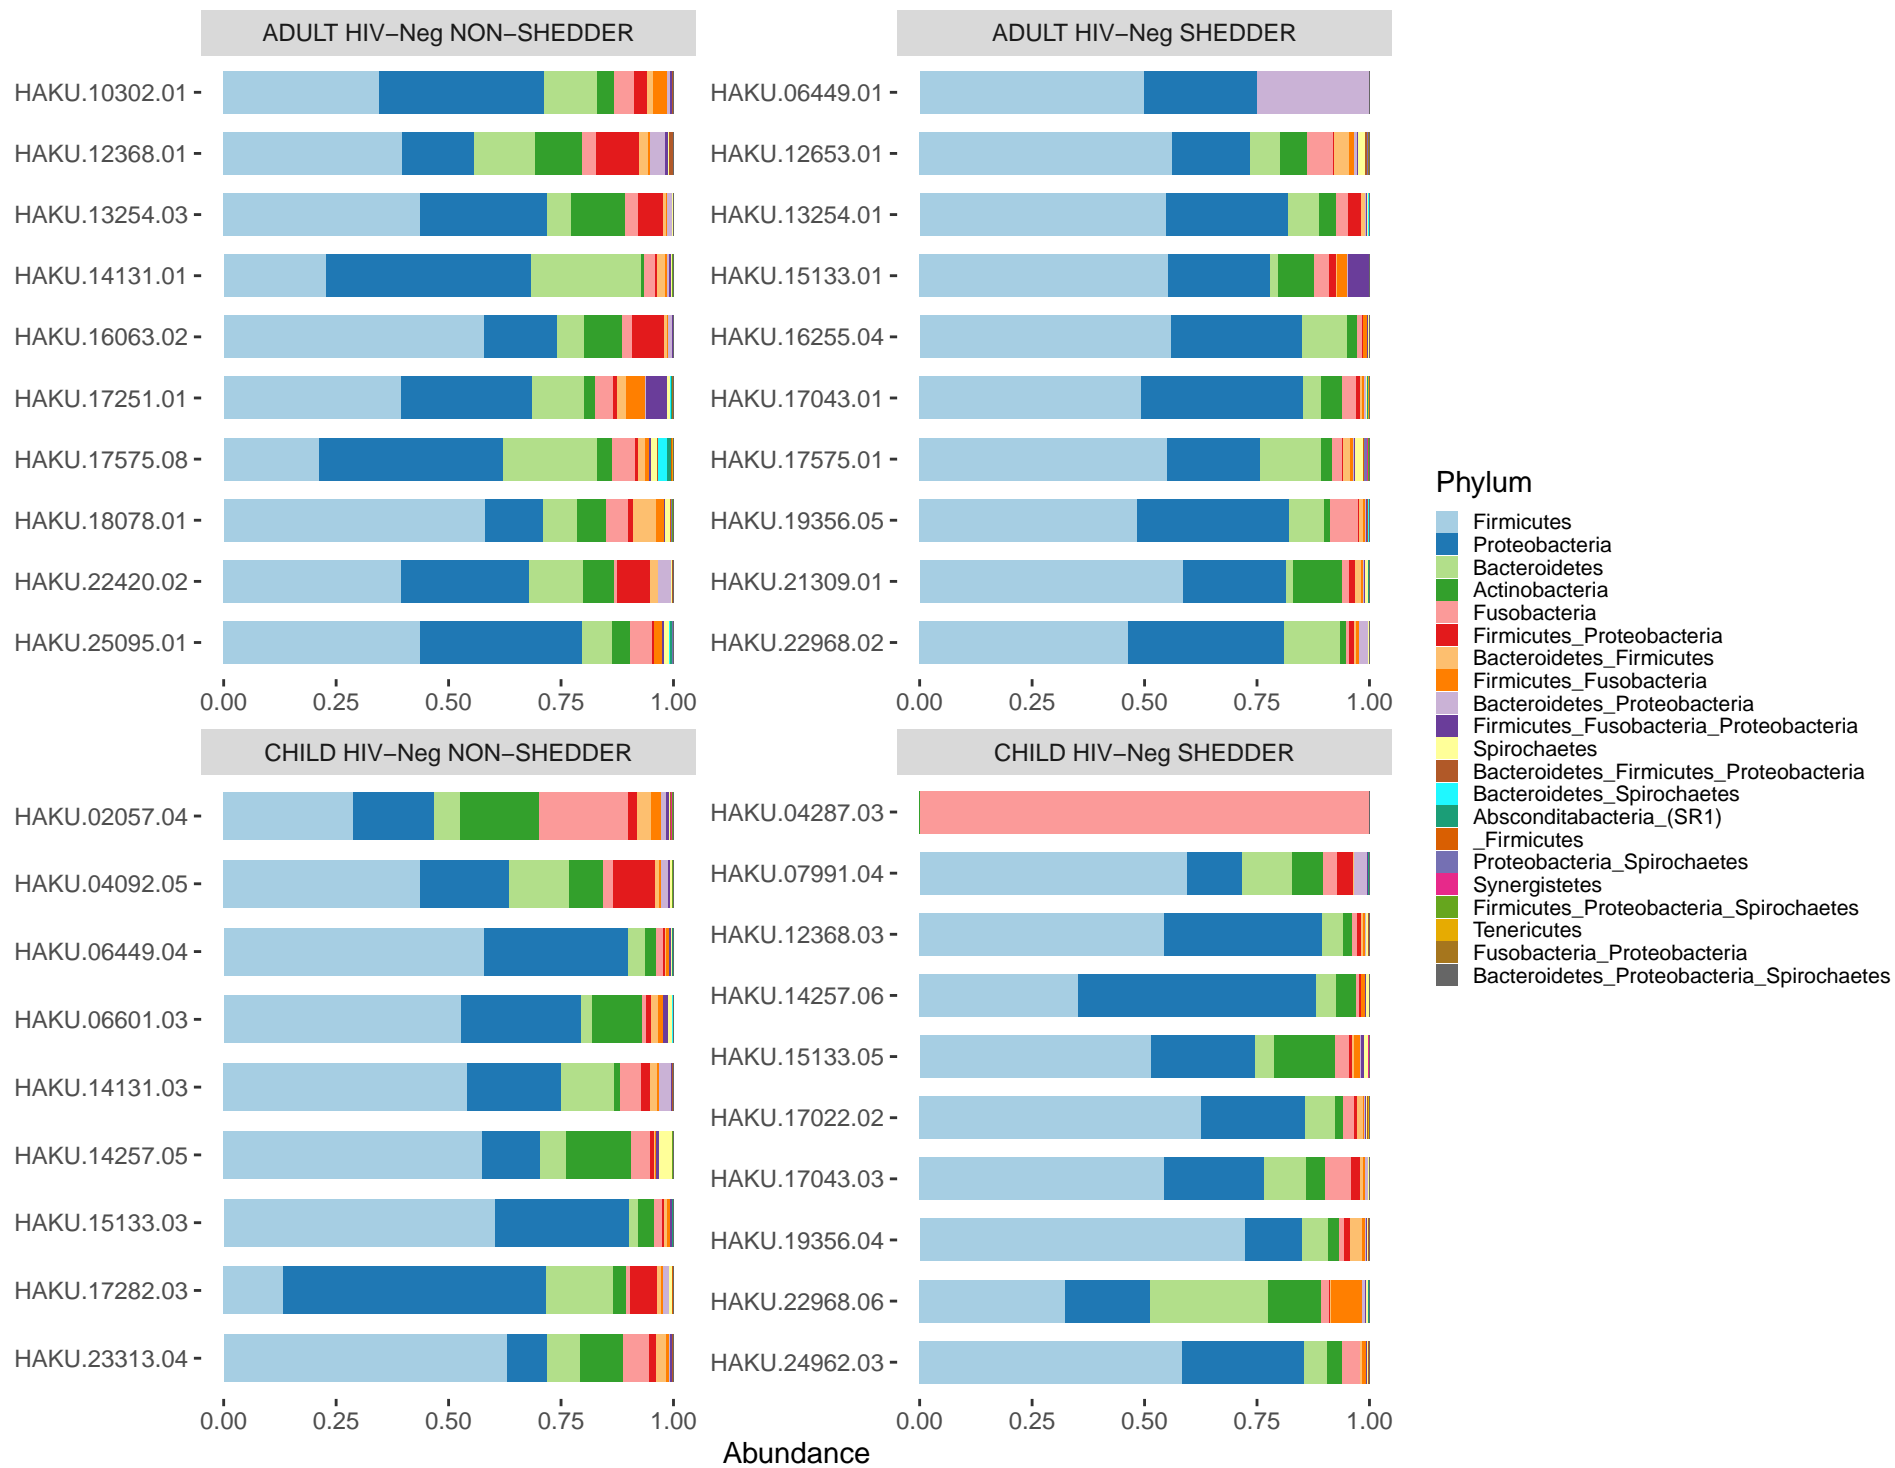 ADULT HIV−Neg NON−SHEDDER
HAKU.10302.01
HAKU.12368.01
HAKU.13254.03
HAKU.14131.01
HAKU.16063.02
HAKU.17251.01
HAKU.17575.08
HAKU.18078.01
HAKU.22420.02
HAKU.25095.01
0.00 0.25 0.50 0.75 1.00
ADULT HIV−Neg SHEDDER
HAKU.06449.01
HAKU.12653.01
HAKU.13254.01
HAKU.15133.01
HAKU.16255.04
HAKU.17043.01
HAKU.17575.01
HAKU.19356.05
HAKU.21309.01
HAKU.22968.02
0.00 0.25 0.50 0.75 1.00
CHILD HIV−Neg NON−SHEDDER
HAKU.02057.04
HAKU.04092.05
HAKU.06449.04
HAKU.06601.03
HAKU.14131.03
HAKU.14257.05
HAKU.15133.03
HAKU.17282.03
HAKU.23313.04
0.00 0.25 0.50 0.75 1.00
CHILD HIV−Neg SHEDDER
HAKU.04287.03
HAKU.07991.04
HAKU.12368.03
HAKU.14257.06
HAKU.15133.05
HAKU.17022.02
HAKU.17043.03
HAKU.19356.04
HAKU.22968.06
HAKU.24962.03
0.00 0.25 0.50 0.75 1.00
Abundance
Phylum
Firmicutes
Proteobacteria
Bacteroidetes
Actinobacteria
Fusobacteria
Firmicutes_Proteobacteria
Bacteroidetes_Firmicutes
Firmicutes_Fusobacteria
Bacteroidetes_Proteobacteria
Firmicutes_Fusobacteria_Proteobacteria
Spirochaetes
Bacteroidetes_Firmicutes_Proteobacteria
Bacteroidetes_Spirochaetes
Absconditabacteria_(SR1)
_Firmicutes
Proteobacteria_Spirochaetes
Synergistetes
Firmicutes_Proteobacteria_Spirochaetes
Tenericutes
Fusobacteria_Proteobacteria
Bacteroidetes_Proteobacteria_Spirochaetes